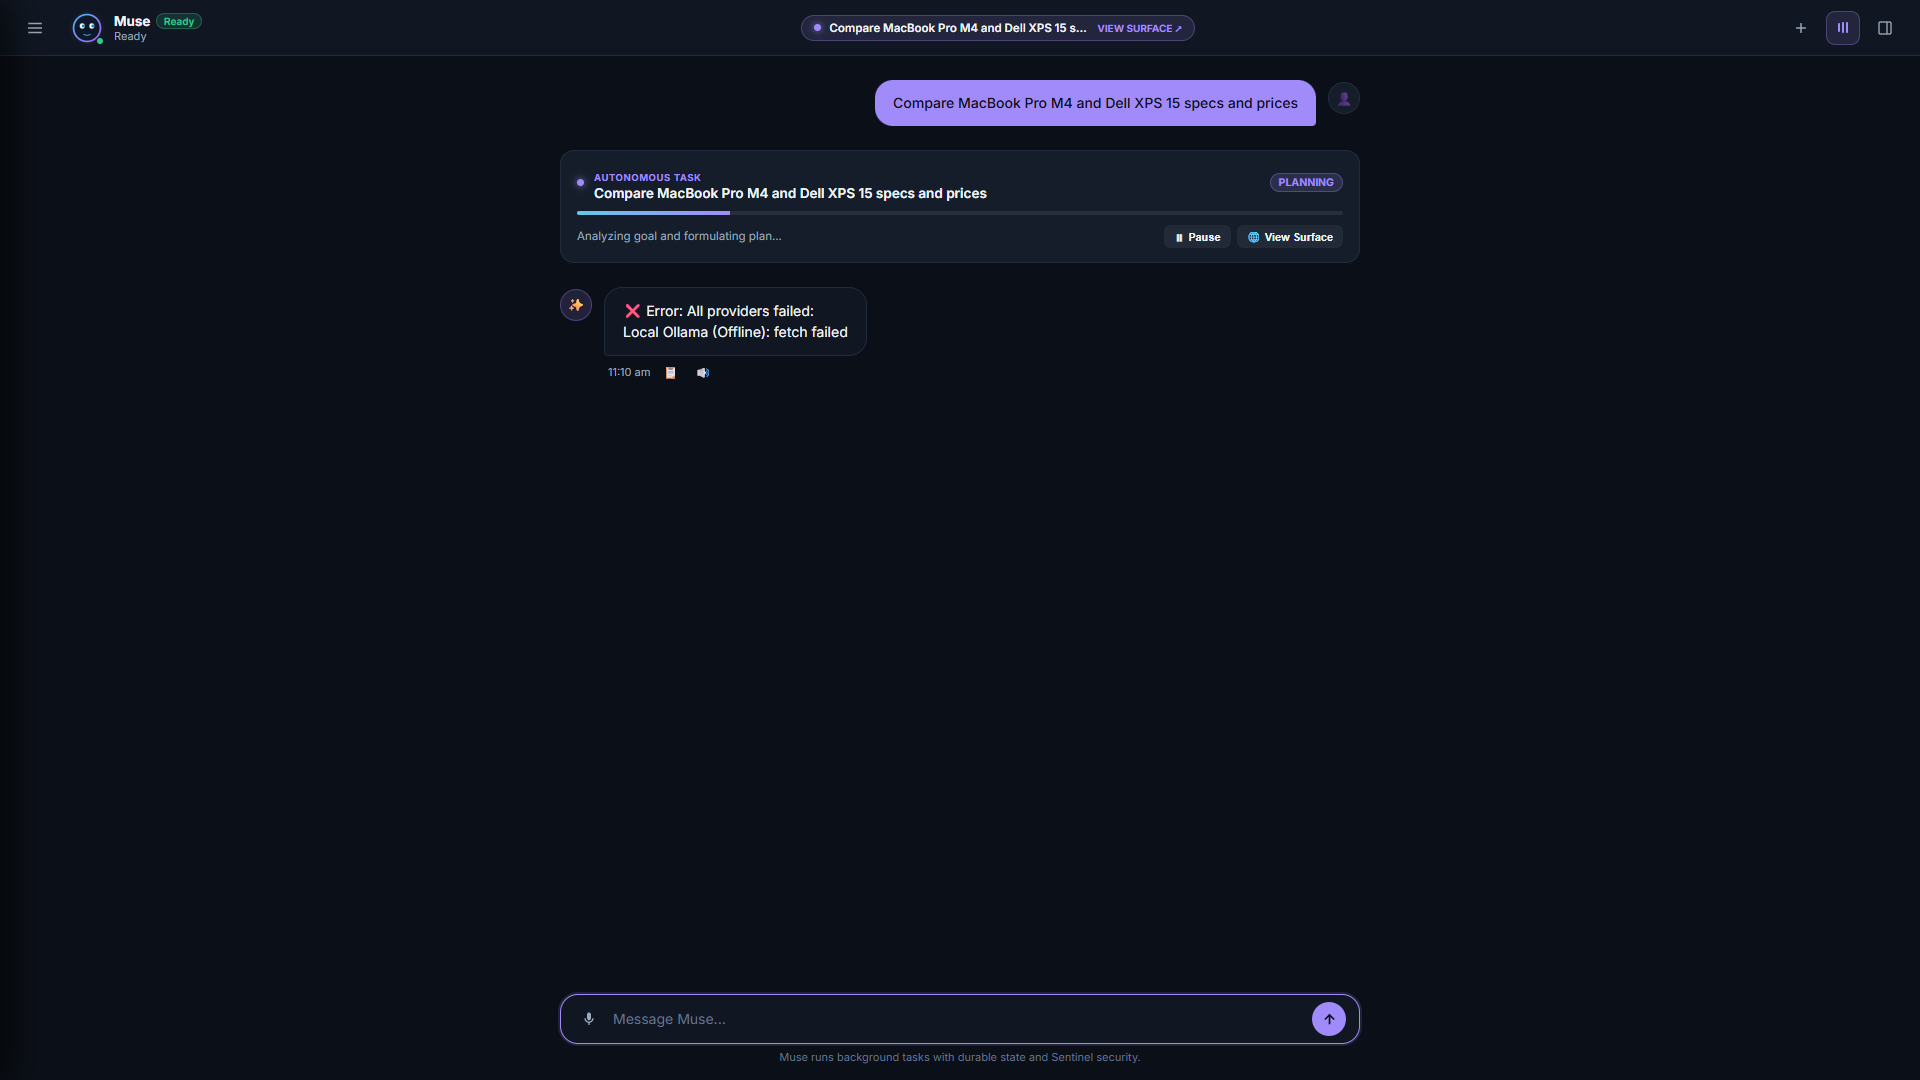 Muse Ready
Ready
Compare MacBook Pro M4 and Dell XPS 15 s... VIEW SURFACE ↗
Compare MacBook Pro M4 and Dell XPS 15 specs and prices
AUTONOMOUS TASK
Compare MacBook Pro M4 and Dell XPS 15 specs and prices
PLANNING
Analyzing goal and formulating plan...
⏸ Pause
🌐 View Surface
❌ Error: All providers failed:
Local Ollama (Offline): fetch failed
11:10 am
Message Muse...
Muse runs background tasks with durable state and Sentinel security.